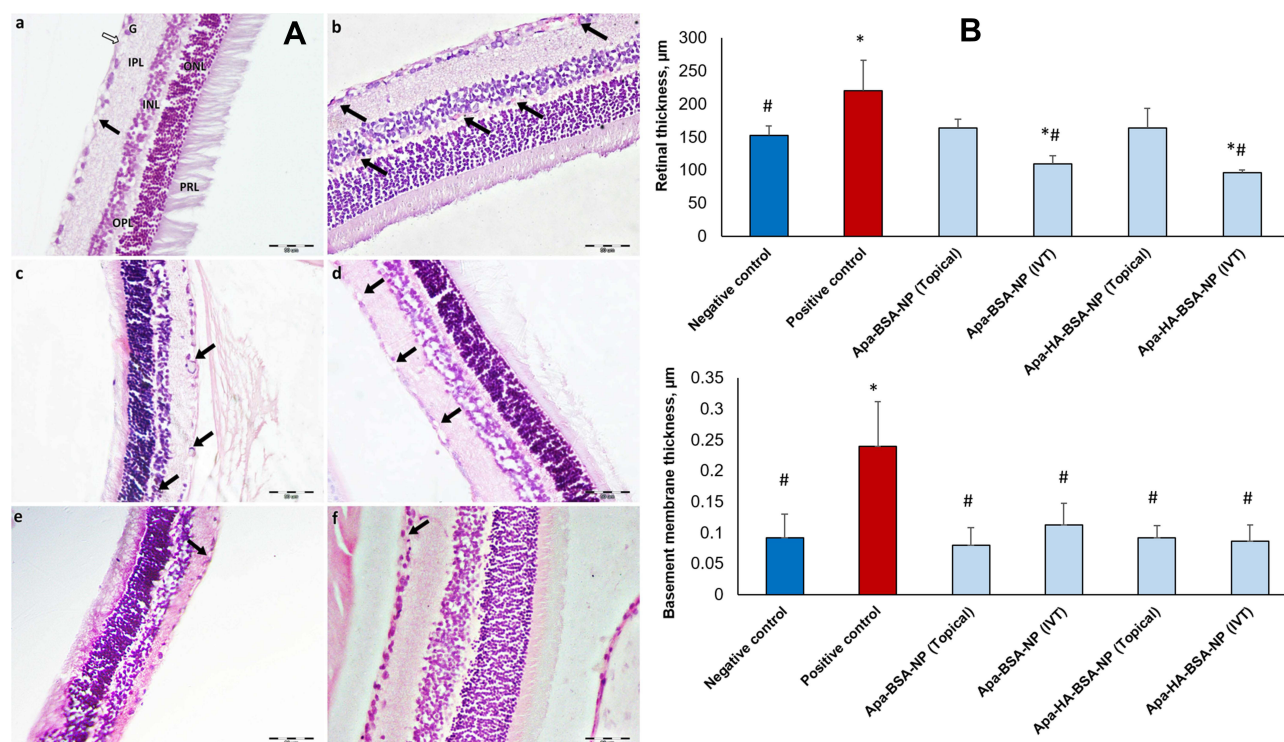 a
G
A
IPL
ONL
INL
PRL
OPL
b
c
d
e
f
B
Retinal thickness, µm
300
250
200
150
100
50
0
#
*
*#
*#
Negative control
Positive control
Apa-BSA-NP (Topical)
Apa-BSA-NP (IVT)
Apa-HA-BSA-NP (Topical)
Apa-HA-BSA-NP (IVT)
Basement membrane thickness, µm
0.35
0.3
0.25
0.2
0.15
0.1
0.05
0
#
*
#
#
#
#
Negative control
Positive control
Apa-BSA-NP (Topical)
Apa-BSA-NP (IVT)
Apa-HA-BSA-NP (Topical)
Apa-HA-BSA-NP (IVT)